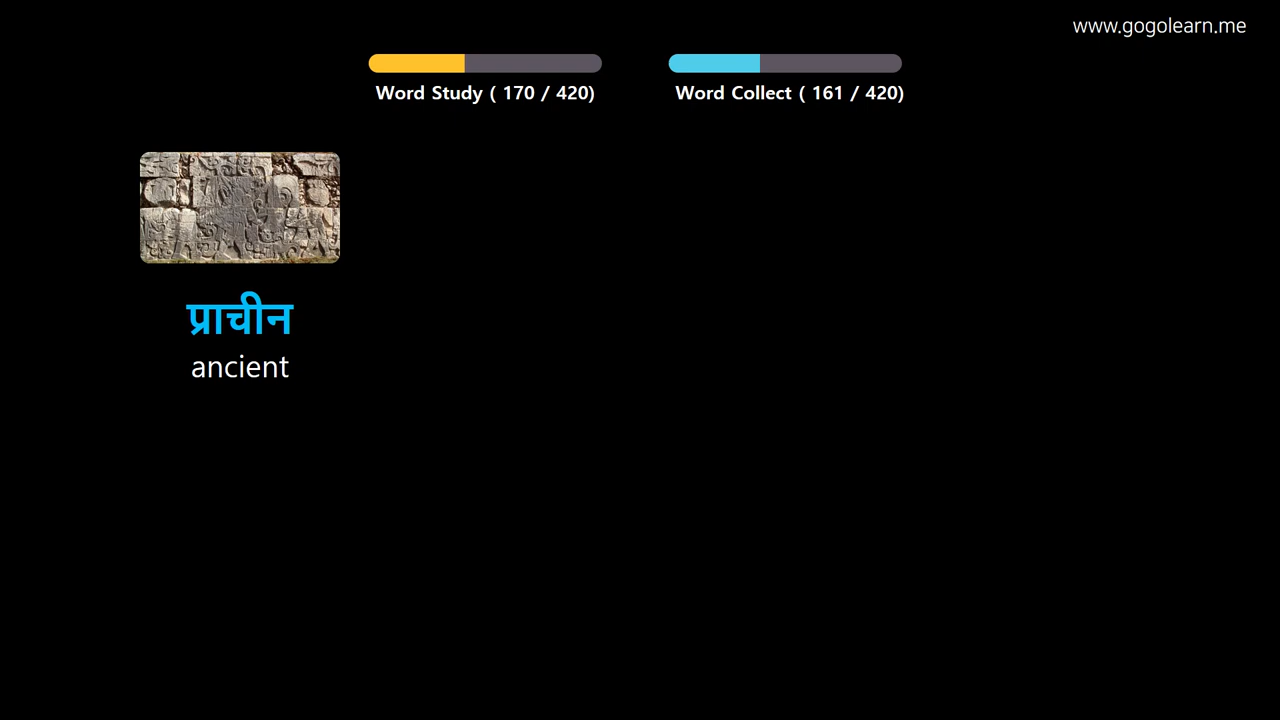 www.gogolearn.me
Word Study ( 170 / 420)
Word Collect ( 161 / 420)
प्राचीन
ancient